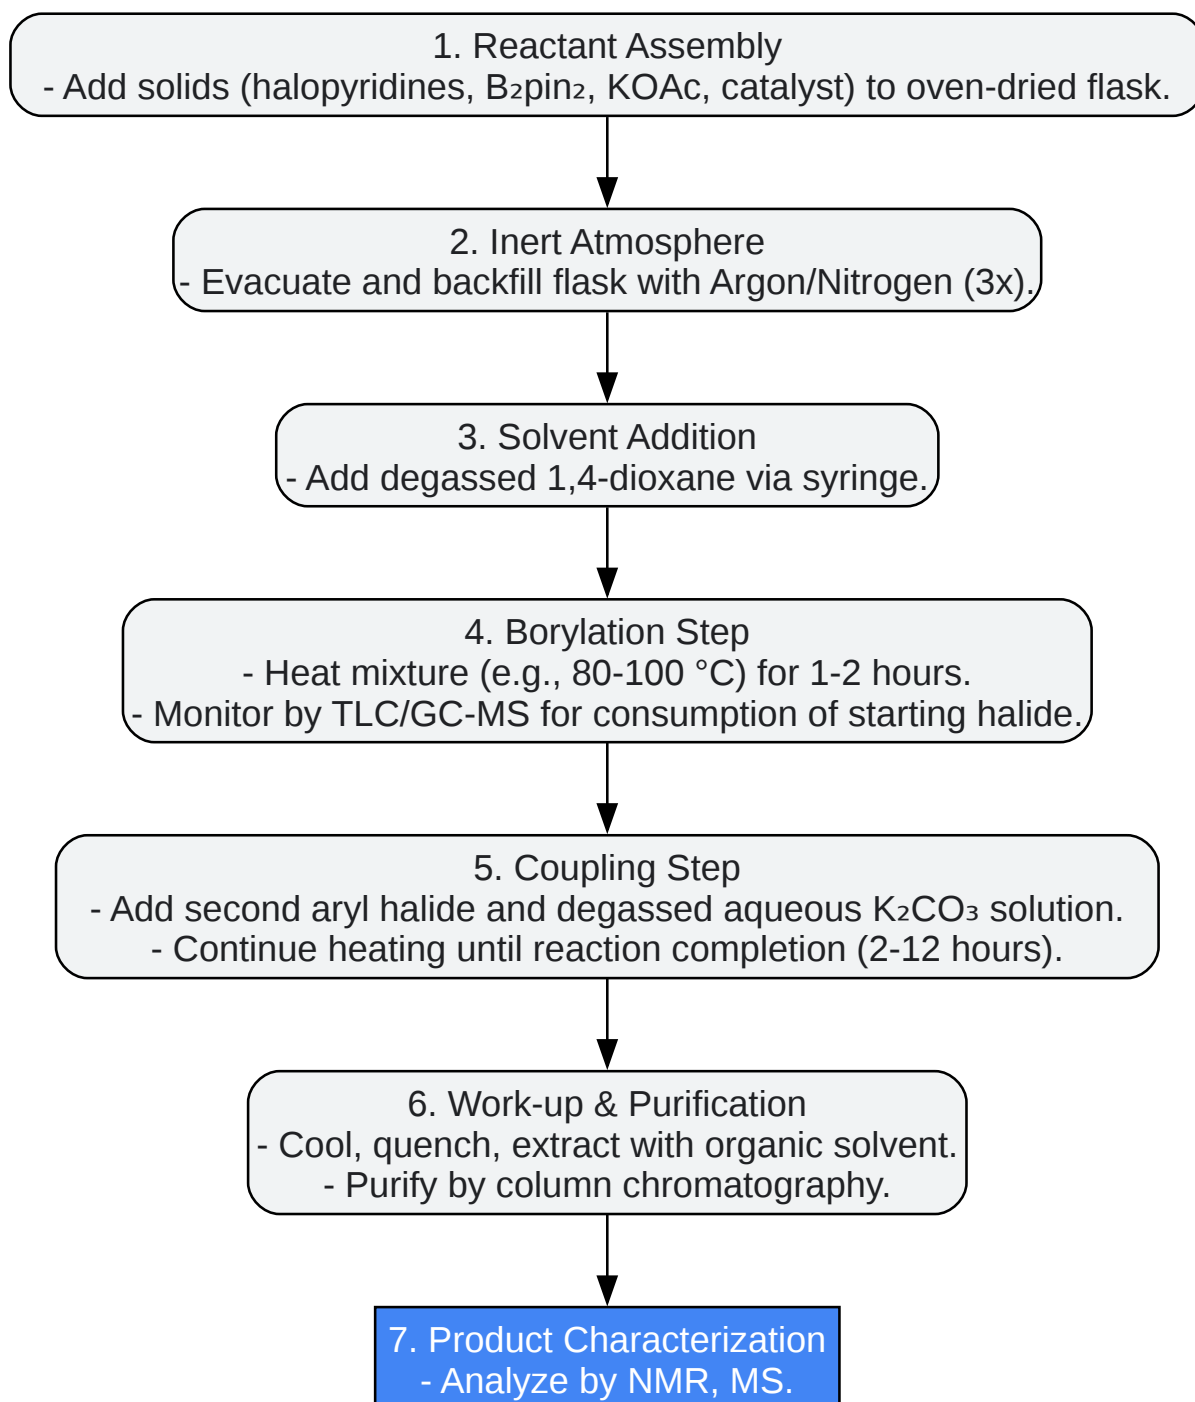 1. Reactant Assembly
- Add solids (halopyridines, B₂pin₂, KOAc, catalyst) to oven-dried flask.
2. Inert Atmosphere
- Evacuate and backfill flask with Argon/Nitrogen (3x).
3. Solvent Addition
- Add degassed 1,4-dioxane via syringe.
4. Borylation Step
- Heat mixture (e.g., 80-100 °C) for 1-2 hours.
- Monitor by TLC/GC-MS for consumption of starting halide.
5. Coupling Step
- Add second aryl halide and degassed aqueous K₂CO₃ solution.
- Continue heating until reaction completion (2-12 hours).
6. Work-up & Purification
- Cool, quench, extract with organic solvent.
- Purify by column chromatography.
7. Product Characterization
- Analyze by NMR, MS.